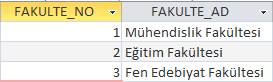 FAKULTE_NO FAKULTE_AD
1 Mühendislik Fakültesi
2 Eğitim Fakültesi
3 Fen Edebiyat Fakültesi